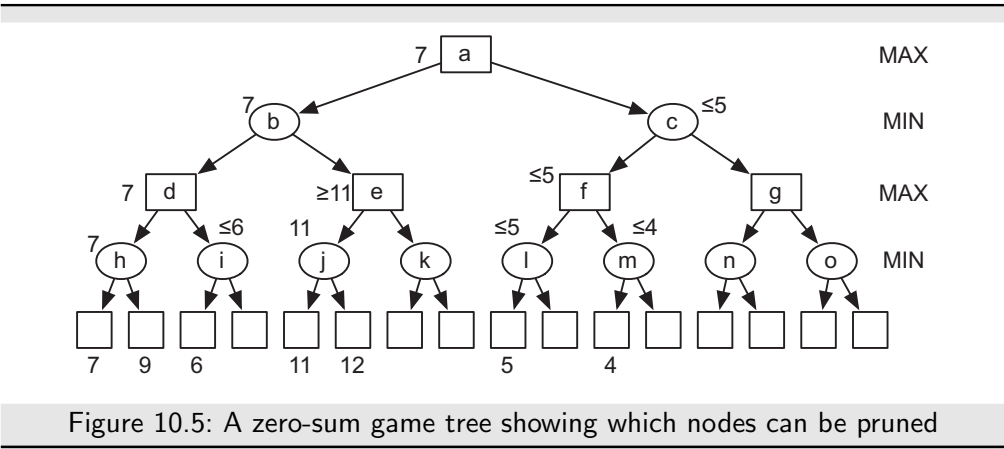 7 a MAX
7 b c ≤5 MIN
7 d ≥11 e ≤5 f g MAX
7 h ≤6 i 11 j k ≤5 l ≤4 m n o MIN
7 9 6 11 12 5 4
Figure 10.5: A zero-sum game tree showing which nodes can be pruned